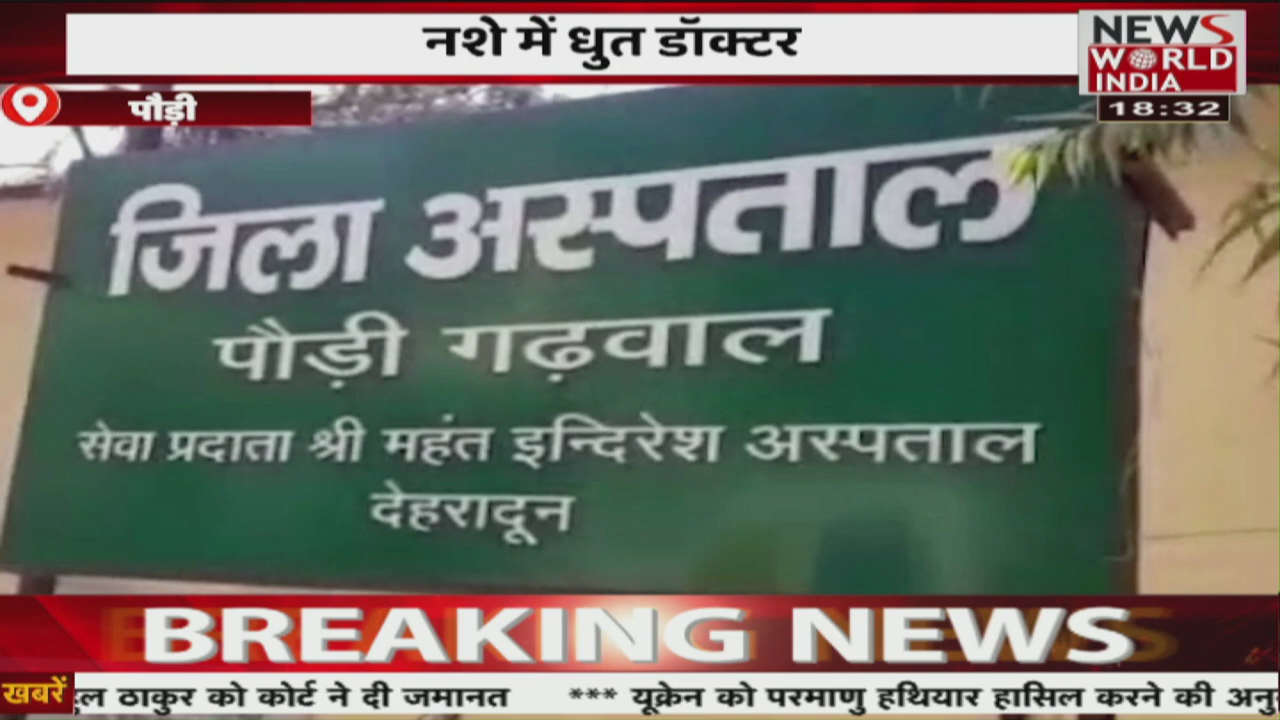 नशे में धुत डॉक्टर
NEWS
WORLD
INDIA
18:32
पौड़ी
जिला अस्पताल
पौड़ी गढ़वाल
सेवा प्रदाता श्री महंत इन्दिरेश अस्पताल
देहरादून
BREAKING NEWS
खबरें ठाकुर को कोर्ट ने दी जमानत *** यूक्रेन को परमाणु हथियार हासिल करने की